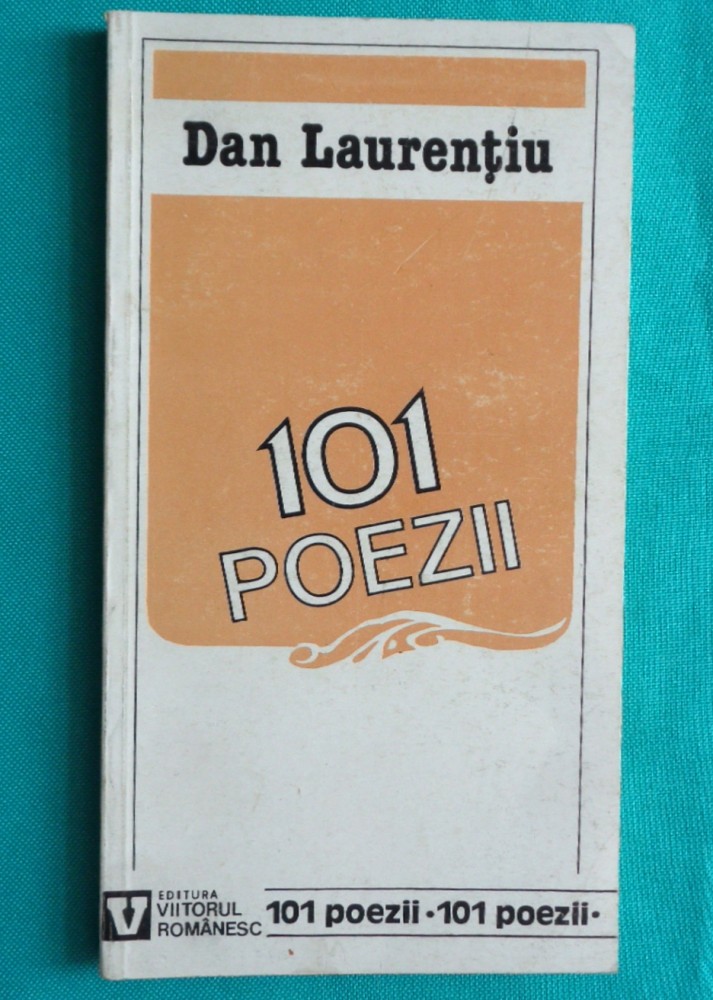 Dan Laurențiu
101
POEZII
V
EDITURA
VIITORUL
ROMÂNESC
101 poezii • 101 poezii •